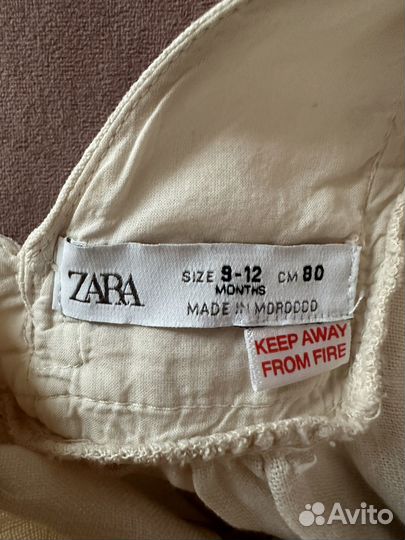 ZARA
SIZE 9-12 CM 80
MONTHS
MADE IN MOROCCO
KEEP AWAY
FROM FIRE
Avito